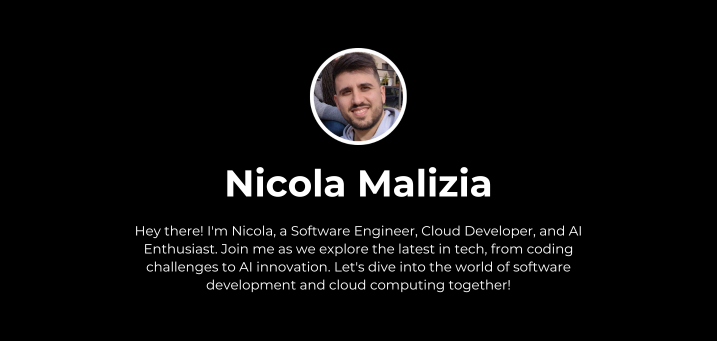 Nicola Malizia
Hey there! I'm Nicola, a Software Engineer, Cloud Developer, and AI
Enthusiast. Join me as we explore the latest in tech, from coding
challenges to AI innovation. Let's dive into the world of software
development and cloud computing together!